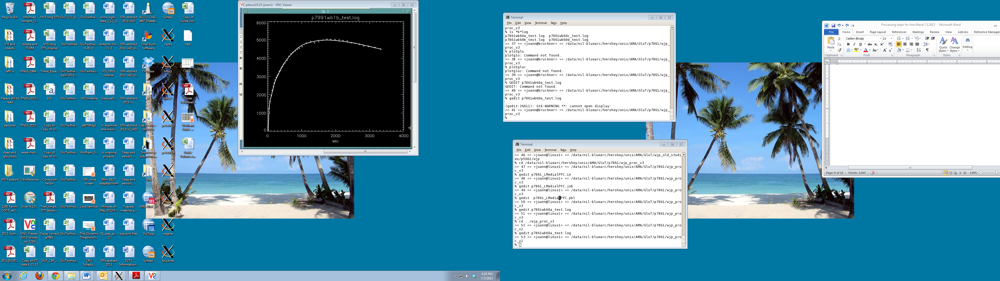 Recycle Bin
Informed consent_O...
HY5 long DTI
GluT_CO_d...
GluTwithw...
Aims-signi... data_2_12_13
SFN abstract 2013-JAD
ACCU-CHE... 360° Diabet...
Syntax2
Copy of Guide Vol...
DTI and obesity
lactate and T1DM
HY5 long DTI_original
GluTwithdd
GluTwithwj... 4.29.13
Antenor-Do... CV-1
SFN abstract 2013-JAD_d...
OneTouch Software
cerbo
test
JeffCo
PNAS-1994...
Travel_Expe...
GluTwithw... April 2013 ...
GluTwithwj...
FSL TBSS tutorial
SFN abstract 2013-JAD_d...
Dropbox
linux1
test
Papers still to read
PNAS-2010...
925
GluTwithw...
JAD timeline
GredysaD...
SFN abstract 2013-v2
linux2
Guide Volunteer...
personal
PNAS-2010...
Copy of Copy of Gl...
GluTwithw...
p8079fdg1
Jo dopmine and insuli...
SFN abstract 2013-v2_JAD
Lab Results - Shortcut
petsun23
Wolfram Guide ...
sleep and glycolysis
researchstr...
Copy of Copy of Gl...
GluTwithw...
Wolfram_G...
Jo ongoing projects
Sleep and aerobic ...
Shortcut to JoAnnAnte...
petsun24
Guide Volunteer...
WD Passport
CitrixReceiver
Correction factor
GluTwithw...
CBF value screen
Mini-BEST adapted form
Sleep and aerobic ...
unix
super
1240 Karimi OGTT_racl...
Slicer-4.2.0...
Treit_longit... DTI develo...
GluTwithw...
Look familiar
Minutes of May 2013 P...
Tuesday meeting q...
AMA GluT_v3
xena
2013-Sum...
VNC-Viewer-5.0.3-Windo ws-32bit
Decay correct p7861
GluTwithwj...
The Glycemic Threshold f...
SE_spec_ai... (2)
wjp prm files
GluTwjp
wagner
20132014R...
Copy of GT data 4-11-13
GluT_CBF_...
GluTwithwj...
CRU Schedu...
SFN abstract 2013
D2T2 Information...
Syntax1
bruckner
petsun23:23 (joann) - VNC Viewer
IDL 0
p7991wb1b_test.log
6000
5000
4000
3000
2000
1000
0
0 1000 2000 3000 4000
sec
Terminal
File Edit View Terminal Tabs Help
proc_v3
% ls *b*log
p7861wb60a_test.log p7861wb60c_test.log
p7861wb60b_test.log p7861wb60d_test.log
== 37 == <joann@bruckner> == /data/nil-bluearc/hershey/unix/AMA/GluT/p7861/wjp_
proc_v3
% plotglu
plotglu: Command not found.
== 38 == <joann@bruckner> == /data/nil-bluearc/hershey/unix/AMA/GluT/p7861/wjp_
proc_v3
% plotgluc
plotgluc: Command not found.
== 39 == <joann@bruckner> == /data/nil-bluearc/hershey/unix/AMA/GluT/p7861/wjp_
proc_v3
% GEDIT p7861wb60a_test.log
GEDIT: Command not found.
== 40 == <joann@bruckner> == /data/nil-bluearc/hershey/unix/AMA/GluT/p7861/wjp_
proc_v3
% gedit p7861wb60a_test.log
(gedit:26611): Gtk-WARNING **: cannot open display:
== 41 == <joann@bruckner> == /data/nil-bluearc/hershey/unix/AMA/GluT/p7861/wjp_
proc_v3
%
Terminal
File Edit View Terminal Tabs Help
== 46 == <joann@linux1> == /data/nil-bluearc/hershey/unix/AMA/GluT/wjp_old_studi
es/p5661/wjp
% cd /data/nil-bluearc/hershey/unix/AMA/GluT/p7861/wjp_proc_v3
== 47 == <joann@linux1> == /data/nil-bluearc/hershey/unix/AMA/GluT/p7861/wjp_pro
c_v3
% gedit p7861_LMedialPFC.in
== 48 == <joann@linux1> == /data/nil-bluearc/hershey/unix/AMA/GluT/p7861/wjp_pro
c_v3
% gedit p7861_LMedialPFC.job
== 49 == <joann@linux1> == /data/nil-bluearc/hershey/unix/AMA/GluT/p7861/wjp_pro
c_v3
% gedit p7861_LMedialPFC.pbl
== 50 == <joann@linux1> == /data/nil-bluearc/hershey/unix/AMA/GluT/p7861/wjp_pro
c_v3
% gedit p7861wb60a_test.log
== 51 == <joann@linux1> == /data/nil-bluearc/hershey/unix/AMA/GluT/p7861/wjp_pro
c_v3
% cd ../wjp_proc_v2
== 52 == <joann@linux1> == /data/nil-bluearc/hershey/unix/AMA/GluT/p7861/wjp_pro
c_v2
% gedit p7861wb60a_test.log
== 53 == <joann@linux1> == /data/nil-bluearc/hershey/unix/AMA/GluT/p7861/wjp_pro
c_v2
%
Processing steps for Ana Maria 7.3.2013 - Microsoft Word
File Home Insert Page Layout References Mailings Review View Add-Ins Reference Manager
Calibri (Body) 11
Paste
Quick Styles
Change Styles
Editing
Clipboard Font Paragraph Styles
Page: 9 of 10 Words: 2,045 120%
4:20 PM
7/3/2013